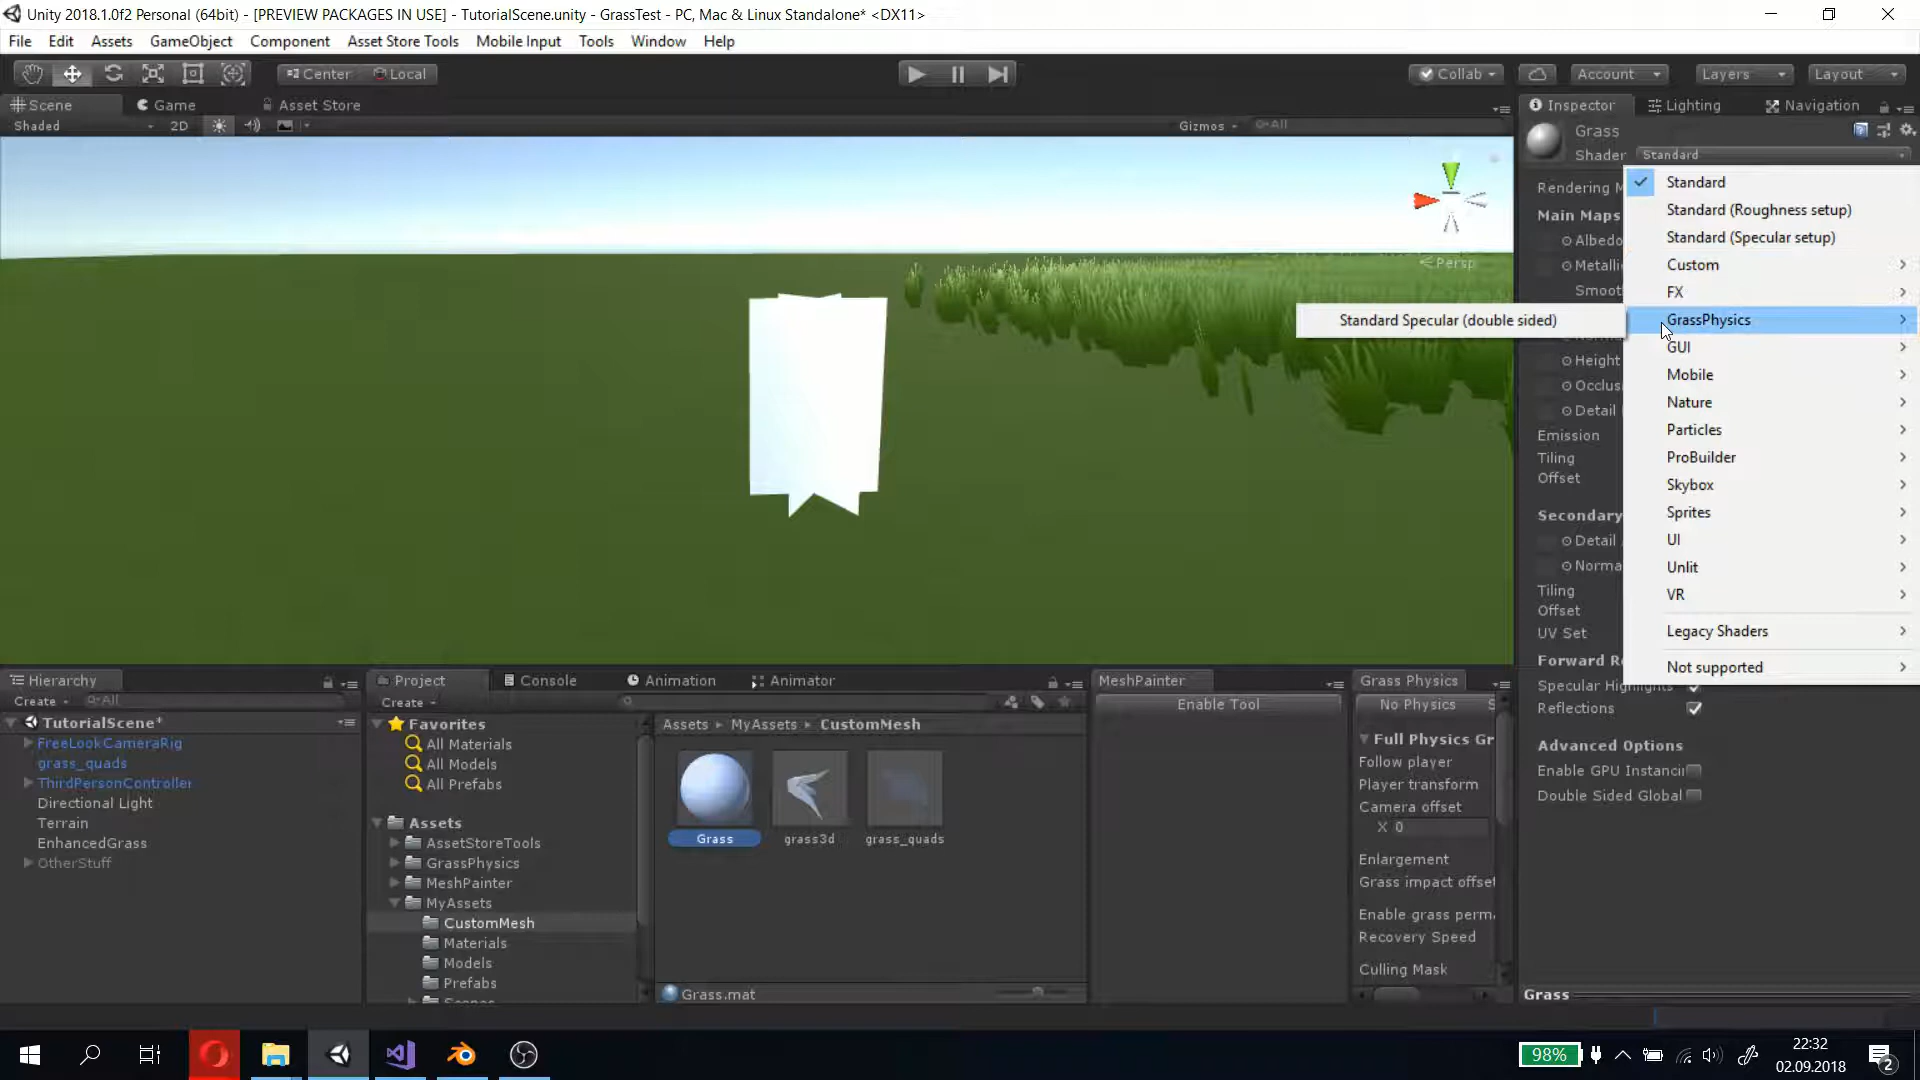 Unity 2018.1.0f2 Personal (64bit) - [PREVIEW PACKAGES IN USE] - TutorialScene.unity - GrassTest - PC, Mac & Linux Standalone* <DX11>
File Edit Assets GameObject Component Asset Store Tools Mobile Input Tools Window Help
Center Local Collab Account Layers Layout
Scene Game Asset Store
Shaded 2D Gizmos All
Persp
Inspector Lighting Navigation
Grass
Shader Standard
Rendering M
Main Maps
Albedo
Metalli
Smoot
Height
Occlus
Detail
Emission
Tiling
Offset
Secondary
Detail
Norma
Tiling
Offset
UV Set
Forward R
Specular Highlights
Reflections
Advanced Options
Enable GPU Instancin
Double Sided Global
Grass
Standard
Standard (Roughness setup)
Standard (Specular setup)
Custom
FX
GrassPhysics
Standard Specular (double sided)
GUI
Mobile
Nature
Particles
ProBuilder
Skybox
Sprites
UI
Unlit
VR
Legacy Shaders
Not supported
Hierarchy
Create All
TutorialScene*
FreeLookCameraRig
grass_quads
ThirdPersonController
Directional Light
Terrain
EnhancedGrass
OtherStuff
Project Console Animation Animator
Create
Favorites
All Materials
All Models
All Prefabs
Assets
AssetStoreTools
GrassPhysics
MeshPainter
MyAssets
CustomMesh
Materials
Models
Prefabs
Assets MyAssets CustomMesh
Grass grass3d grass_quads
Grass.mat
MeshPainter
Enable Tool
Grass Physics
No Physics S
Full Physics Gr
Follow player
Player transform
Camera offset
X 0
Enlargement
Grass impact offset
Enable grass perm
Recovery Speed
Culling Mask
98%
22:32
02.09.2018
2